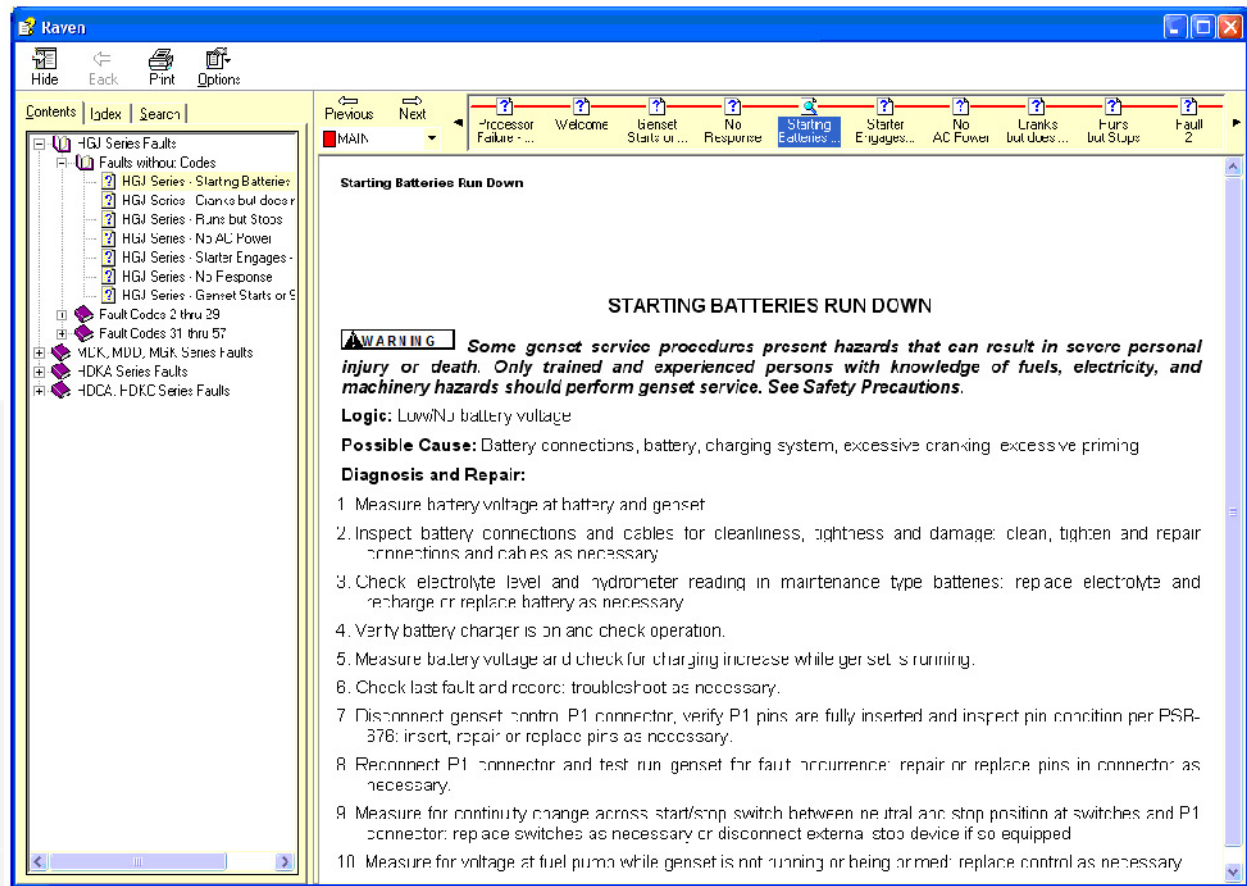 Raven
Hide Back Print Options
Contents Index Search
HGJ Series Faults
Faults without Codes
HGJ Series - Starting Batteries
HGJ Series - Cranks but does r
HGJ Series - Runs but Stops
HGJ Series - No AC Power
HGJ Series - Starter Engages -
HGJ Series - No Response
HGJ Series - Genset Starts or S
Fault Codes 2 thru 29
Fault Codes 31 thru 57
MDK, MDD, MGK Series Faults
HDKA Series Faults
HDCA, HDKC Series Faults
Previous Next
MAIN
Processor Failure - ...
Welcome
Genset Starts or ...
No Response
Starting Batteries ...
Starter Engages...
No AC Power
Cranks but does ...
Runs but Stops
Fault 2
Starting Batteries Run Down
STARTING BATTERIES RUN DOWN
WARNING Some genset service procedures present hazards that can result in severe personal
injury or death. Only trained and experienced persons with knowledge of fuels, electricity, and
machinery hazards should perform genset service. See Safety Precautions.
Logic: Low/No battery voltage
Possible Cause: Battery connections, battery, charging system, excessive cranking, excessive priming
Diagnosis and Repair:
1. Measure battery voltage at battery and genset
2. Inspect battery connections and cables for cleanliness, tightness and damage: clean, tighten and repair
connections and cables as necessary
3. Check electrolyte level and hydrometer reading in maintenance type batteries: replace electrolyte and
recharge or replace battery as necessary
4. Verify battery charger is on and check operation.
5. Measure battery voltage and check for charging increase while genset is running.
6. Check last fault and record: troubleshoot as necessary.
7. Disconnect genset control P1 connector, verify P1 pins are fully inserted and inspect pin condition per PSB-
676: insert, repair or replace pins as necessary.
8. Reconnect P1 connector and test run genset for fault occurrence: repair or replace pins in connector as
necessary.
9. Measure for continuity change across start/stop switch between neutral and stop position at switches and P1
connector: replace switches as necessary or disconnect external stop device if so equipped
10. Measure for voltage at fuel pump while genset is not running or being primed: replace control as necessary